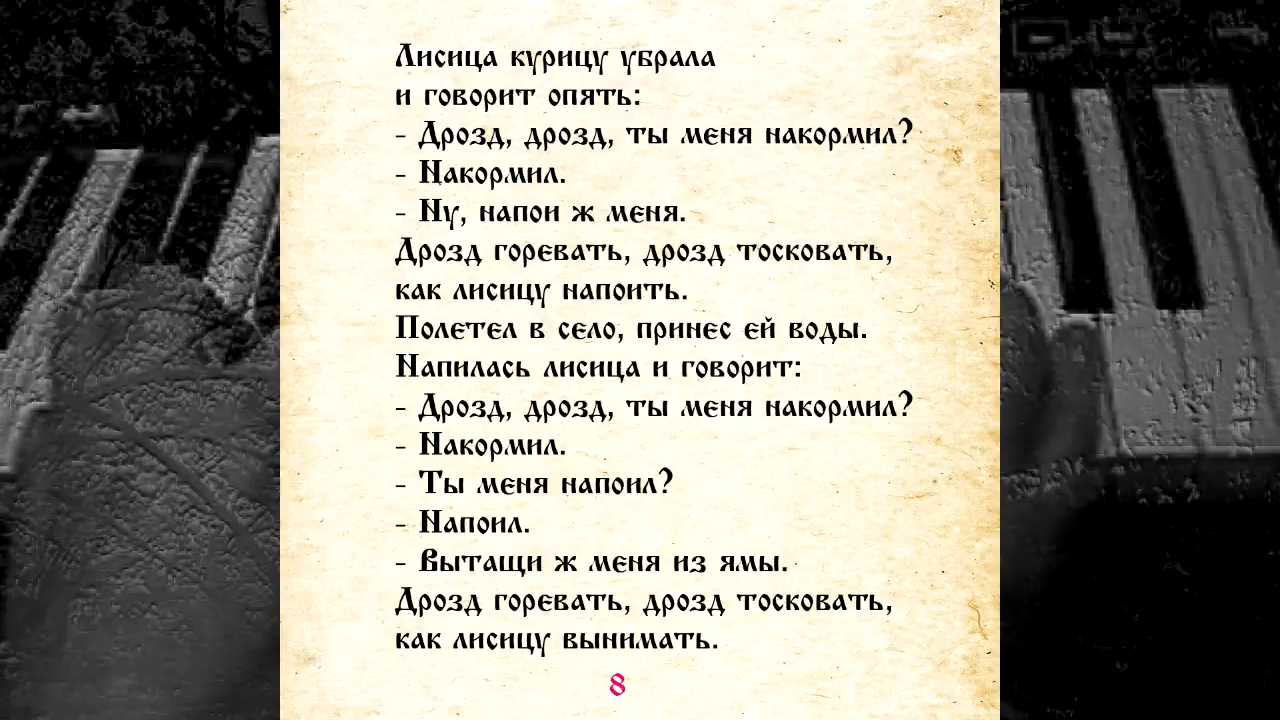 Лисица курицу убрала
и говорит опять:
- Дрозд, дрозд, ты меня накормил?
- Накормил.
- Ну, напои ж меня.
Дрозд горевать, дрозд тосковать,
как лисицу напоить.
Полетел в село, принес ей воды.
Напилась лисица и говорит:
- Дрозд, дрозд, ты меня накормил?
- Накормил.
- Ты меня напоил?
- Напоил.
- Вытащи ж меня из ямы.
Дрозд горевать, дрозд тосковать,
как лисицу вынимать.
8